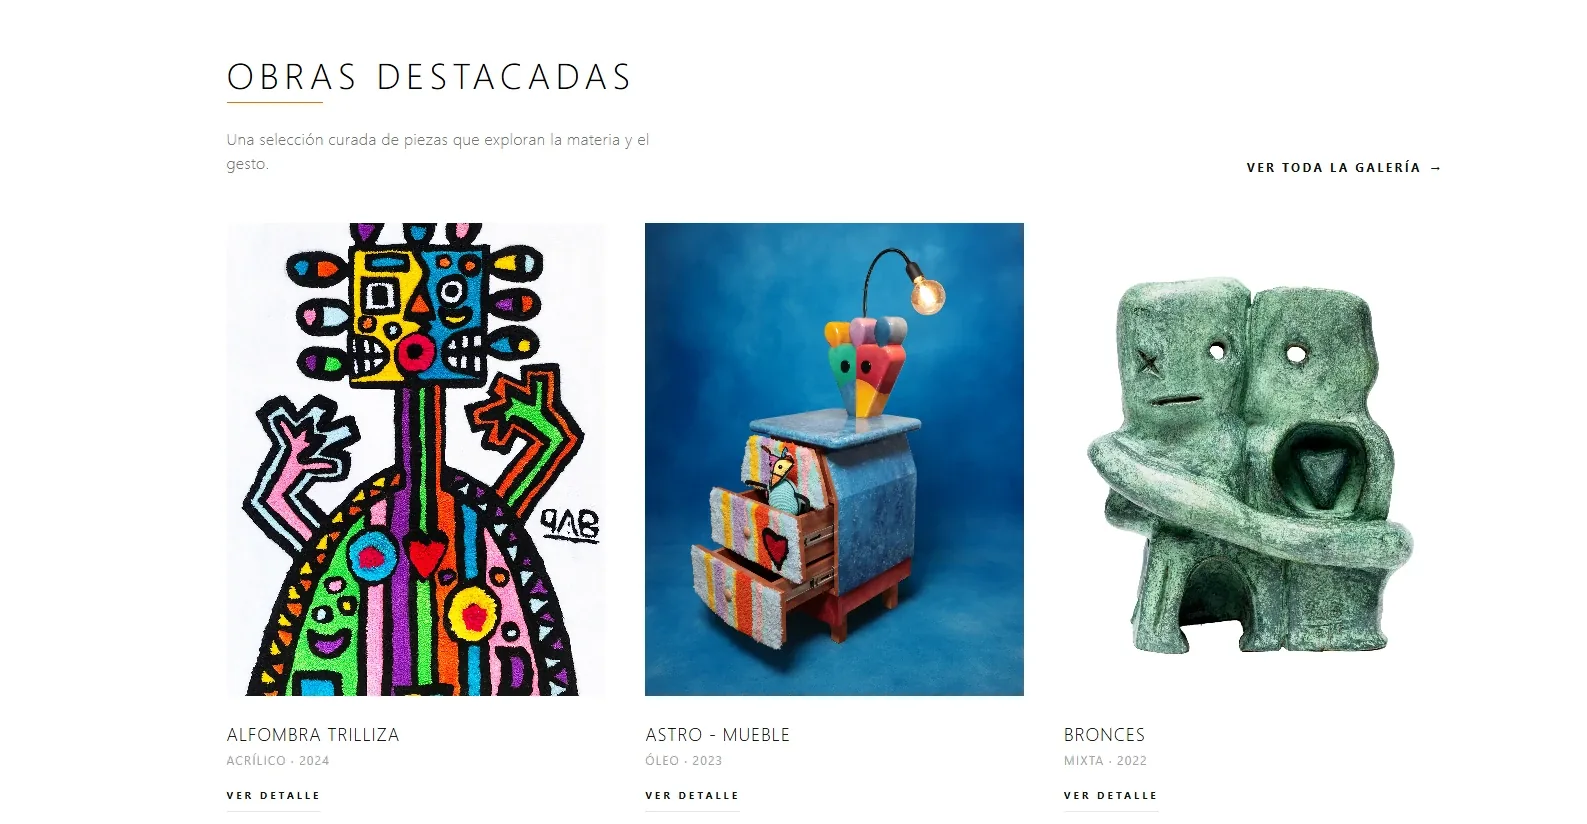 OBRAS DESTACADAS
Una selección curada de piezas que exploran la materia y el
gesto.
VER TODA LA GALERÍA →
ALFOMBRA TRILLIZA
ACRÍLICO · 2024
VER DETALLE
ASTRO - MUEBLE
ÓLEO · 2023
VER DETALLE
BRONCES
MIXTA · 2022
VER DETALLE